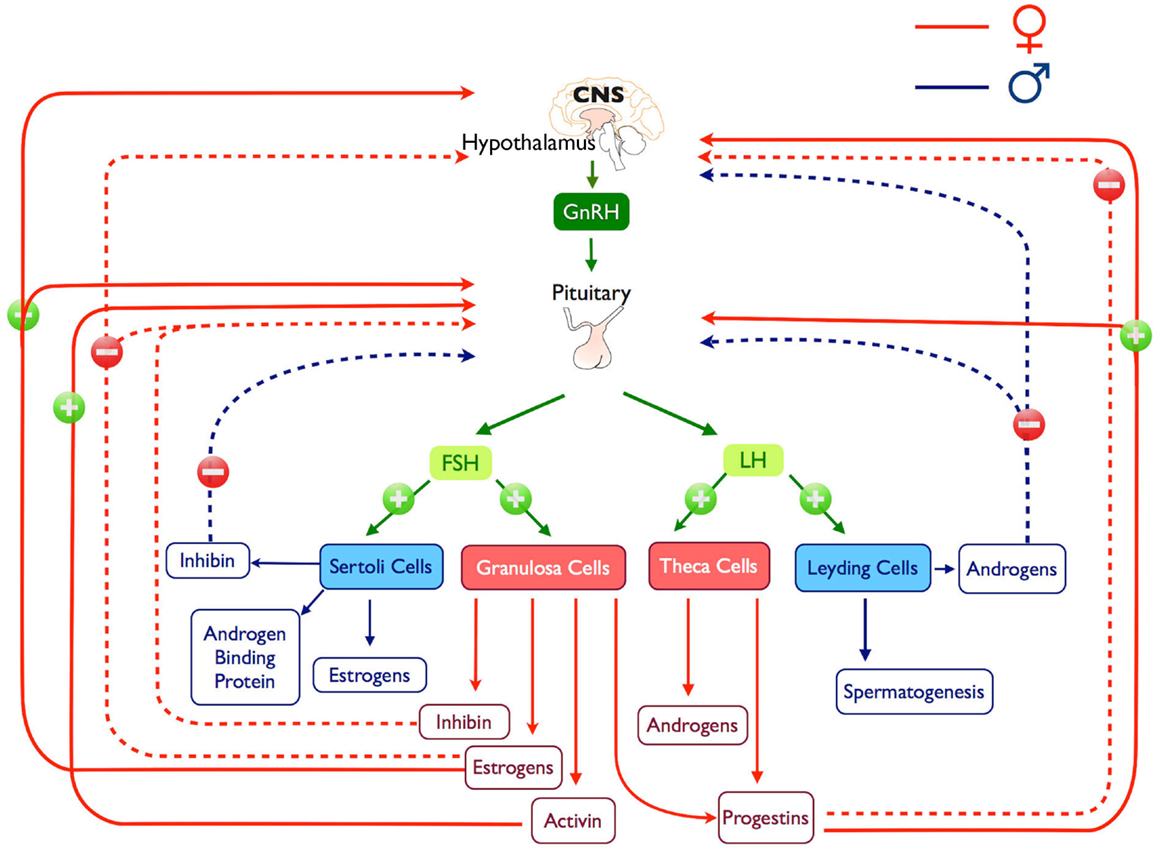 CNS
Hypothalamus
GnRH
Pituitary
FSH
LH
Inhibin
Sertoli Cells
Granulosa Cells
Theca Cells
Leyding Cells
Androgens
Androgen
Binding
Protein
Estrogens
Spermatogenesis
Inhibin
Androgens
Estrogens
Activin
Progestins